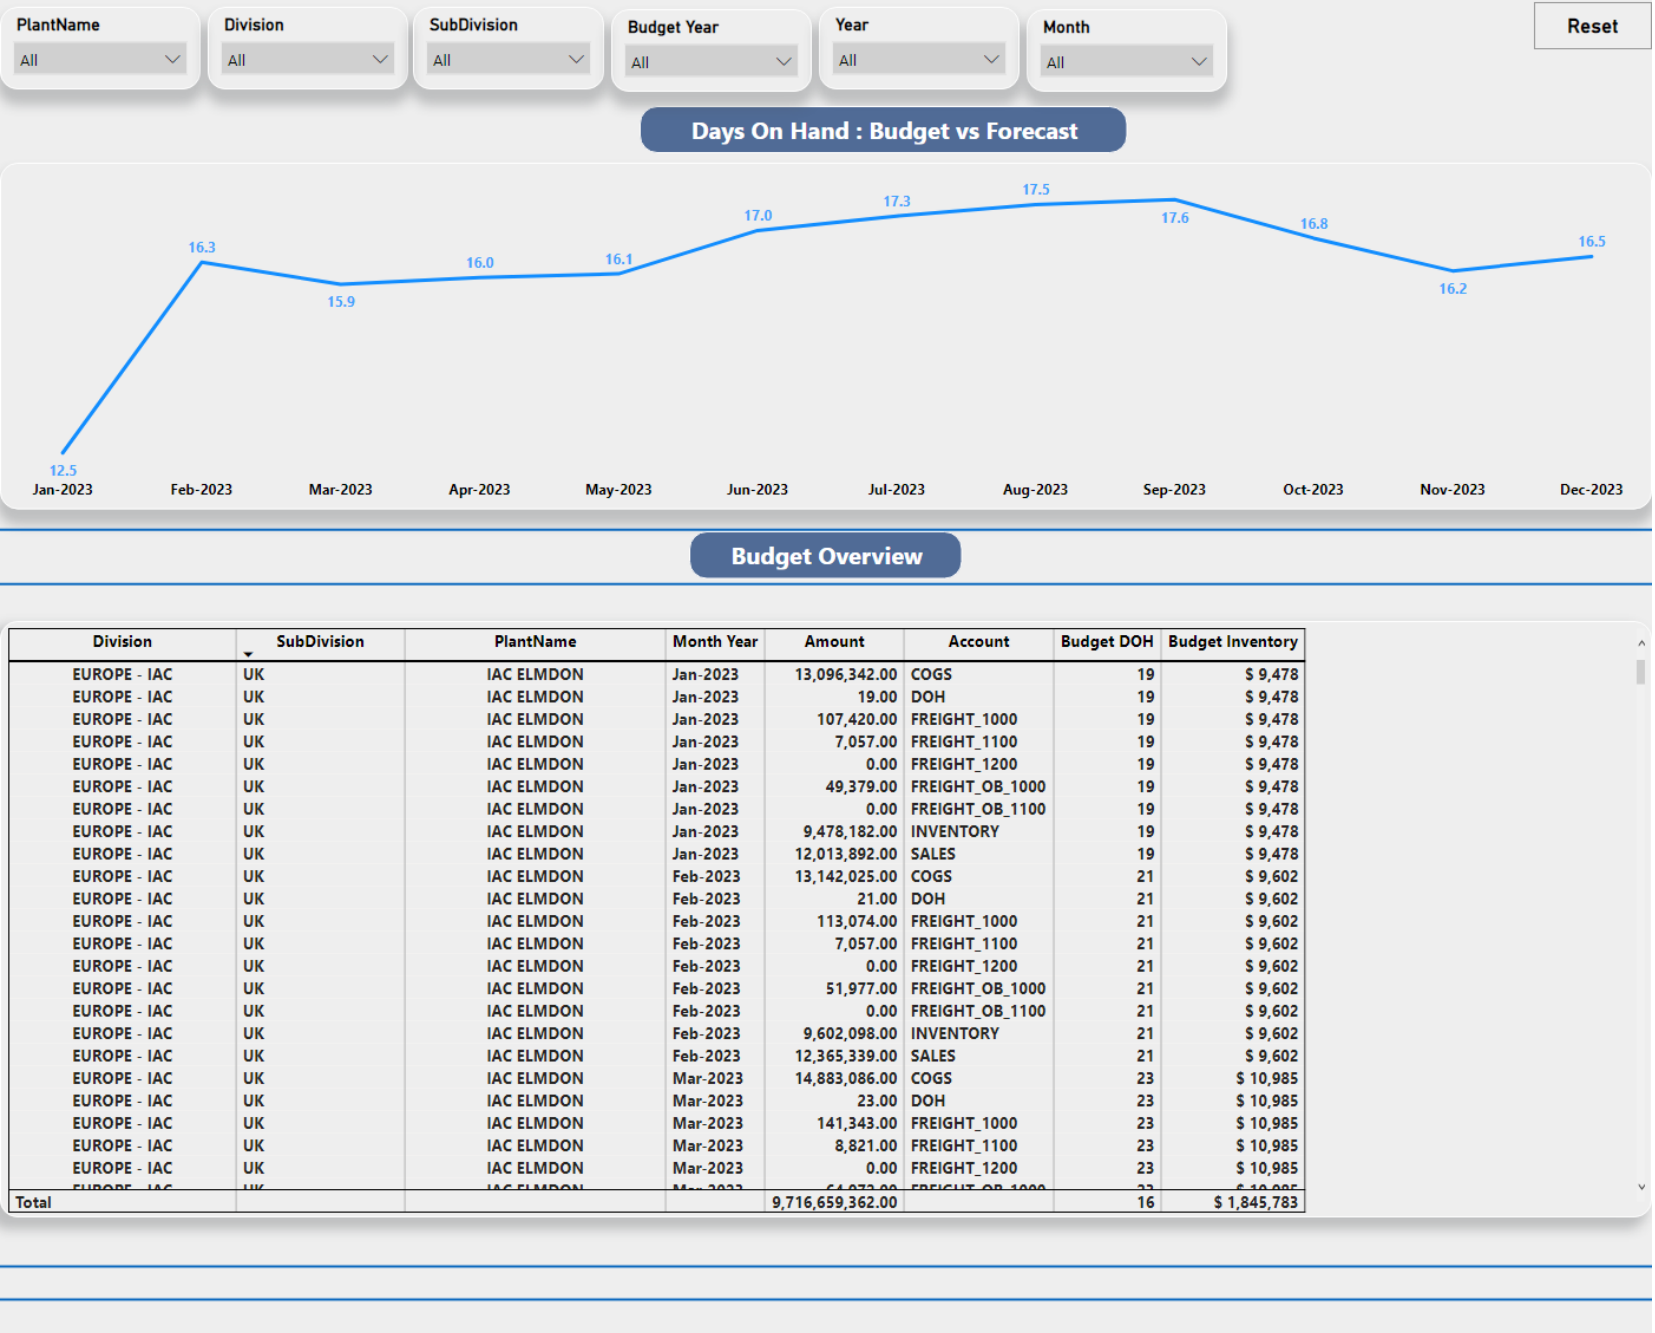 PlantName Division SubDivision Budget Year Year Month Reset
All All All All All All
Days On Hand : Budget vs Forecast
12.5 16.3 15.9 16.0 16.1 17.0 17.3 17.5 17.6 16.8 16.2 16.5
Jan-2023 Feb-2023 Mar-2023 Apr-2023 May-2023 Jun-2023 Jul-2023 Aug-2023 Sep-2023 Oct-2023 Nov-2023 Dec-2023
Budget Overview
Division SubDivision PlantName Month Year Amount Account Budget DOH Budget Inventory
EUROPE - IAC UK IAC ELMDON Jan-2023 13,096,342.00 COGS 19 $ 9,478
EUROPE - IAC UK IAC ELMDON Jan-2023 19.00 DOH 19 $ 9,478
EUROPE - IAC UK IAC ELMDON Jan-2023 107,420.00 FREIGHT_1000 19 $ 9,478
EUROPE - IAC UK IAC ELMDON Jan-2023 7,057.00 FREIGHT_1100 19 $ 9,478
EUROPE - IAC UK IAC ELMDON Jan-2023 0.00 FREIGHT_1200 19 $ 9,478
EUROPE - IAC UK IAC ELMDON Jan-2023 49,379.00 FREIGHT_OB_1000 19 $ 9,478
EUROPE - IAC UK IAC ELMDON Jan-2023 0.00 FREIGHT_OB_1100 19 $ 9,478
EUROPE - IAC UK IAC ELMDON Jan-2023 9,478,182.00 INVENTORY 19 $ 9,478
EUROPE - IAC UK IAC ELMDON Jan-2023 12,013,892.00 SALES 19 $ 9,478
EUROPE - IAC UK IAC ELMDON Feb-2023 13,142,025.00 COGS 21 $ 9,602
EUROPE - IAC UK IAC ELMDON Feb-2023 21.00 DOH 21 $ 9,602
EUROPE - IAC UK IAC ELMDON Feb-2023 113,074.00 FREIGHT_1000 21 $ 9,602
EUROPE - IAC UK IAC ELMDON Feb-2023 7,057.00 FREIGHT_1100 21 $ 9,602
EUROPE - IAC UK IAC ELMDON Feb-2023 0.00 FREIGHT_1200 21 $ 9,602
EUROPE - IAC UK IAC ELMDON Feb-2023 51,977.00 FREIGHT_OB_1000 21 $ 9,602
EUROPE - IAC UK IAC ELMDON Feb-2023 0.00 FREIGHT_OB_1100 21 $ 9,602
EUROPE - IAC UK IAC ELMDON Feb-2023 9,602,098.00 INVENTORY 21 $ 9,602
EUROPE - IAC UK IAC ELMDON Feb-2023 12,365,339.00 SALES 21 $ 9,602
EUROPE - IAC UK IAC ELMDON Mar-2023 14,883,086.00 COGS 23 $ 10,985
EUROPE - IAC UK IAC ELMDON Mar-2023 23.00 DOH 23 $ 10,985
EUROPE - IAC UK IAC ELMDON Mar-2023 141,343.00 FREIGHT_1000 23 $ 10,985
EUROPE - IAC UK IAC ELMDON Mar-2023 8,821.00 FREIGHT_1100 23 $ 10,985
EUROPE - IAC UK IAC ELMDON Mar-2023 0.00 FREIGHT_1200 23 $ 10,985
Total 9,716,659,362.00 16 $ 1,845,783